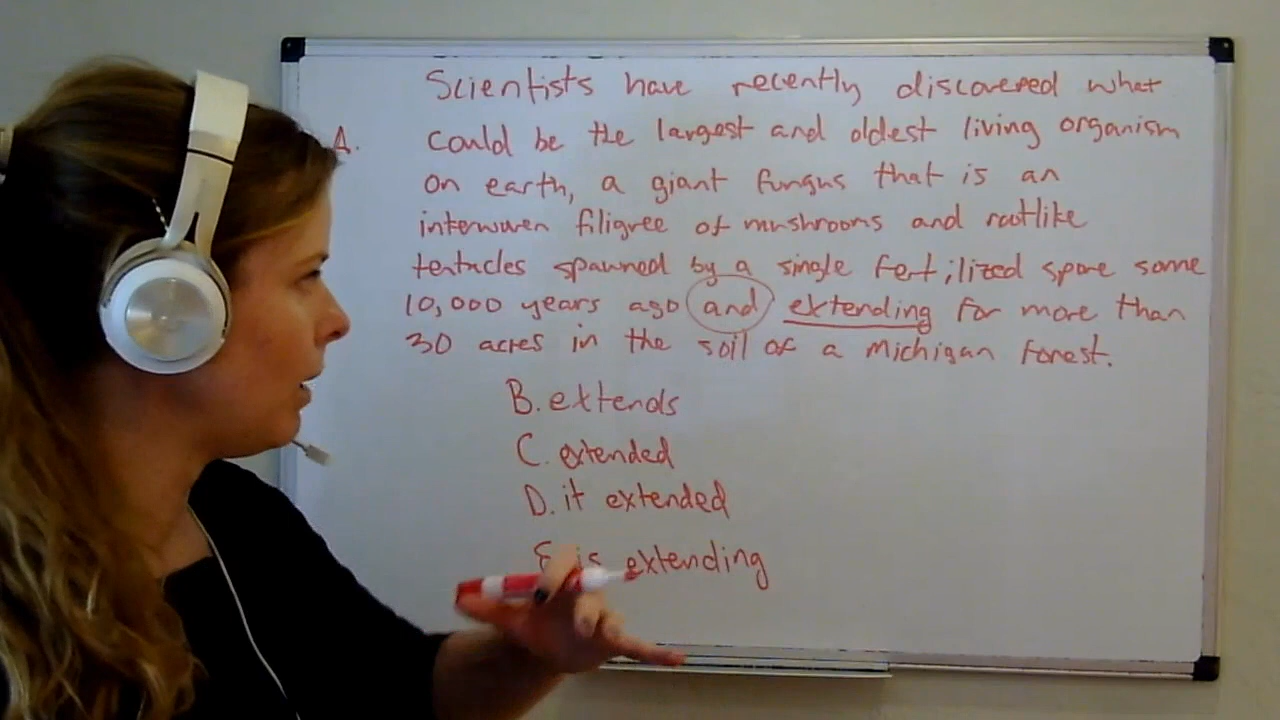 Scientists have recently discovered what
A. could be the largest and oldest living organism
on earth, a giant fungus that is an
interwoven filigree of mushrooms and rootlike
tentacles spawned by a single fertilized spore some
10,000 years ago and extending for more than
30 acres in the soil of a Michigan forest.
B. extends
C. extended
D. it extended
E. is extending